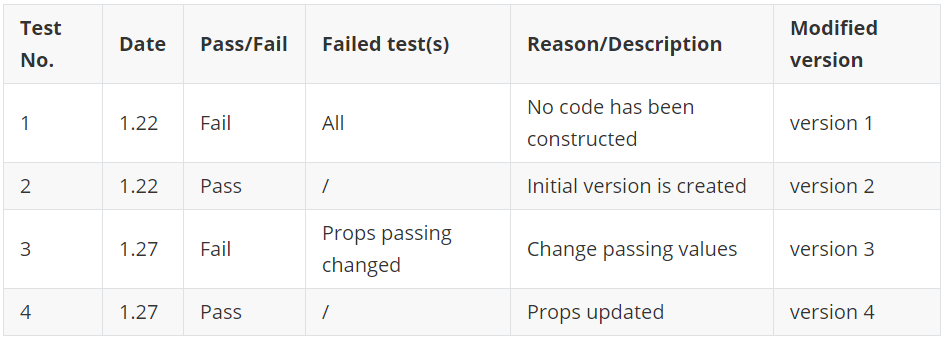 Test No. Date Pass/Fail Failed test(s) Reason/Description Modified version
1 1.22 Fail All No code has been constructed version 1
2 1.22 Pass / Initial version is created version 2
3 1.27 Fail Props passing changed Change passing values version 3
4 1.27 Pass / Props updated version 4